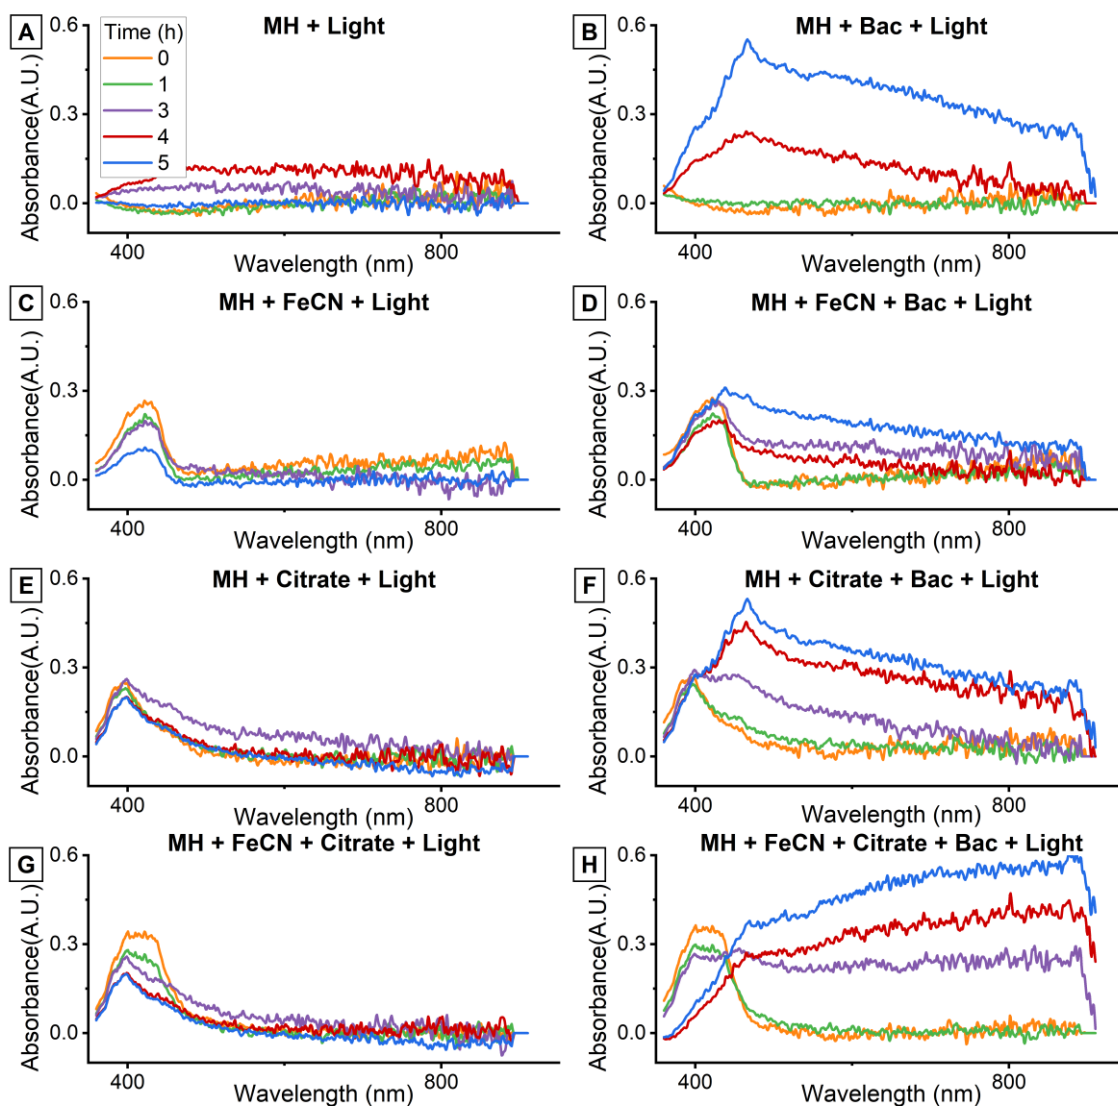 A
MH + Light
Time (h)
0
1
3
4
5
0.6
0.3
0.0
Absorbance(A.U.)
400
800
Wavelength (nm)
B
MH + Bac + Light
0.6
0.3
0.0
Absorbance(A.U.)
400
800
Wavelength (nm)
C
MH + FeCN + Light
0.6
0.3
0.0
Absorbance(A.U.)
400
800
Wavelength (nm)
D
MH + FeCN + Bac + Light
0.6
0.3
0.0
Absorbance(A.U.)
400
800
Wavelength (nm)
E
MH + Citrate + Light
0.6
0.3
0.0
Absorbance(A.U.)
400
800
Wavelength (nm)
F
MH + Citrate + Bac + Light
0.6
0.3
0.0
Absorbance(A.U.)
400
800
Wavelength (nm)
G
MH + FeCN + Citrate + Light
0.6
0.3
0.0
Absorbance(A.U.)
400
800
Wavelength (nm)
H
MH + FeCN + Citrate + Bac + Light
0.6
0.3
0.0
Absorbance(A.U.)
400
800
Wavelength (nm)